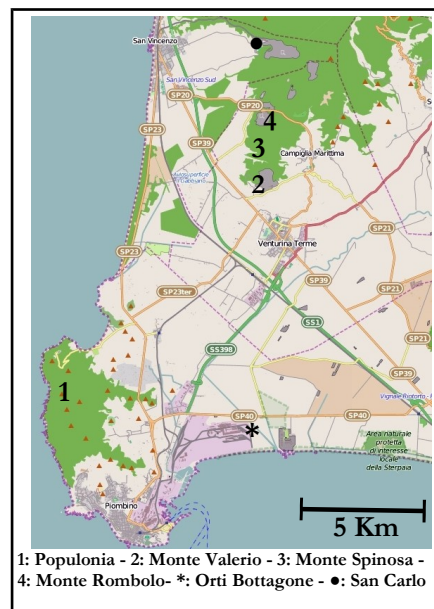 San Vincenzo
San Vincenzo Sud
SP20
SP20
4
SP23
SP39
3
Campiglia Marittima
2
Venturina Terme
SP21
SP23
SP39
SP23ter
SP21
SS1
SP21
SS398
SP39
1
SP40
SP40
*
Area naturale
protetta
di interesse
locale
della Sterpaia
Piombino
5 Km
1: Populonia - 2: Monte Valerio - 3: Monte Spinosa -
4: Monte Rombolo- *: Orti Bottagone - ●: San Carlo